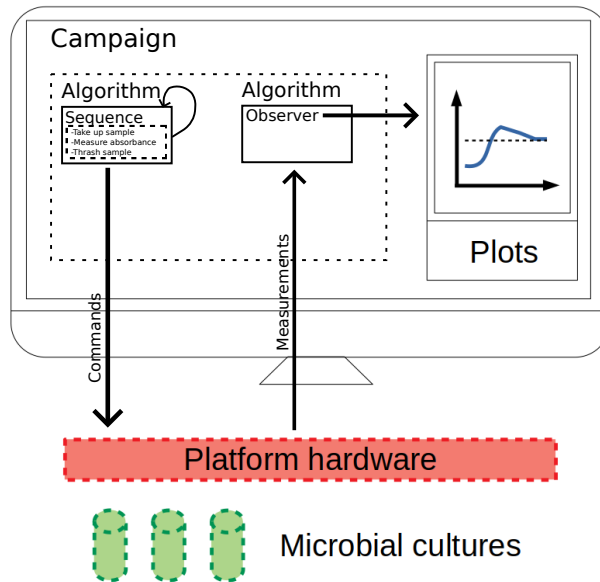 Campaign
Algorithm
Sequence
-Take up sample
-Measure absorbance
-Thrash sample
Algorithm
Observer
Plots
Commands
Measurements
Platform hardware
Microbial cultures